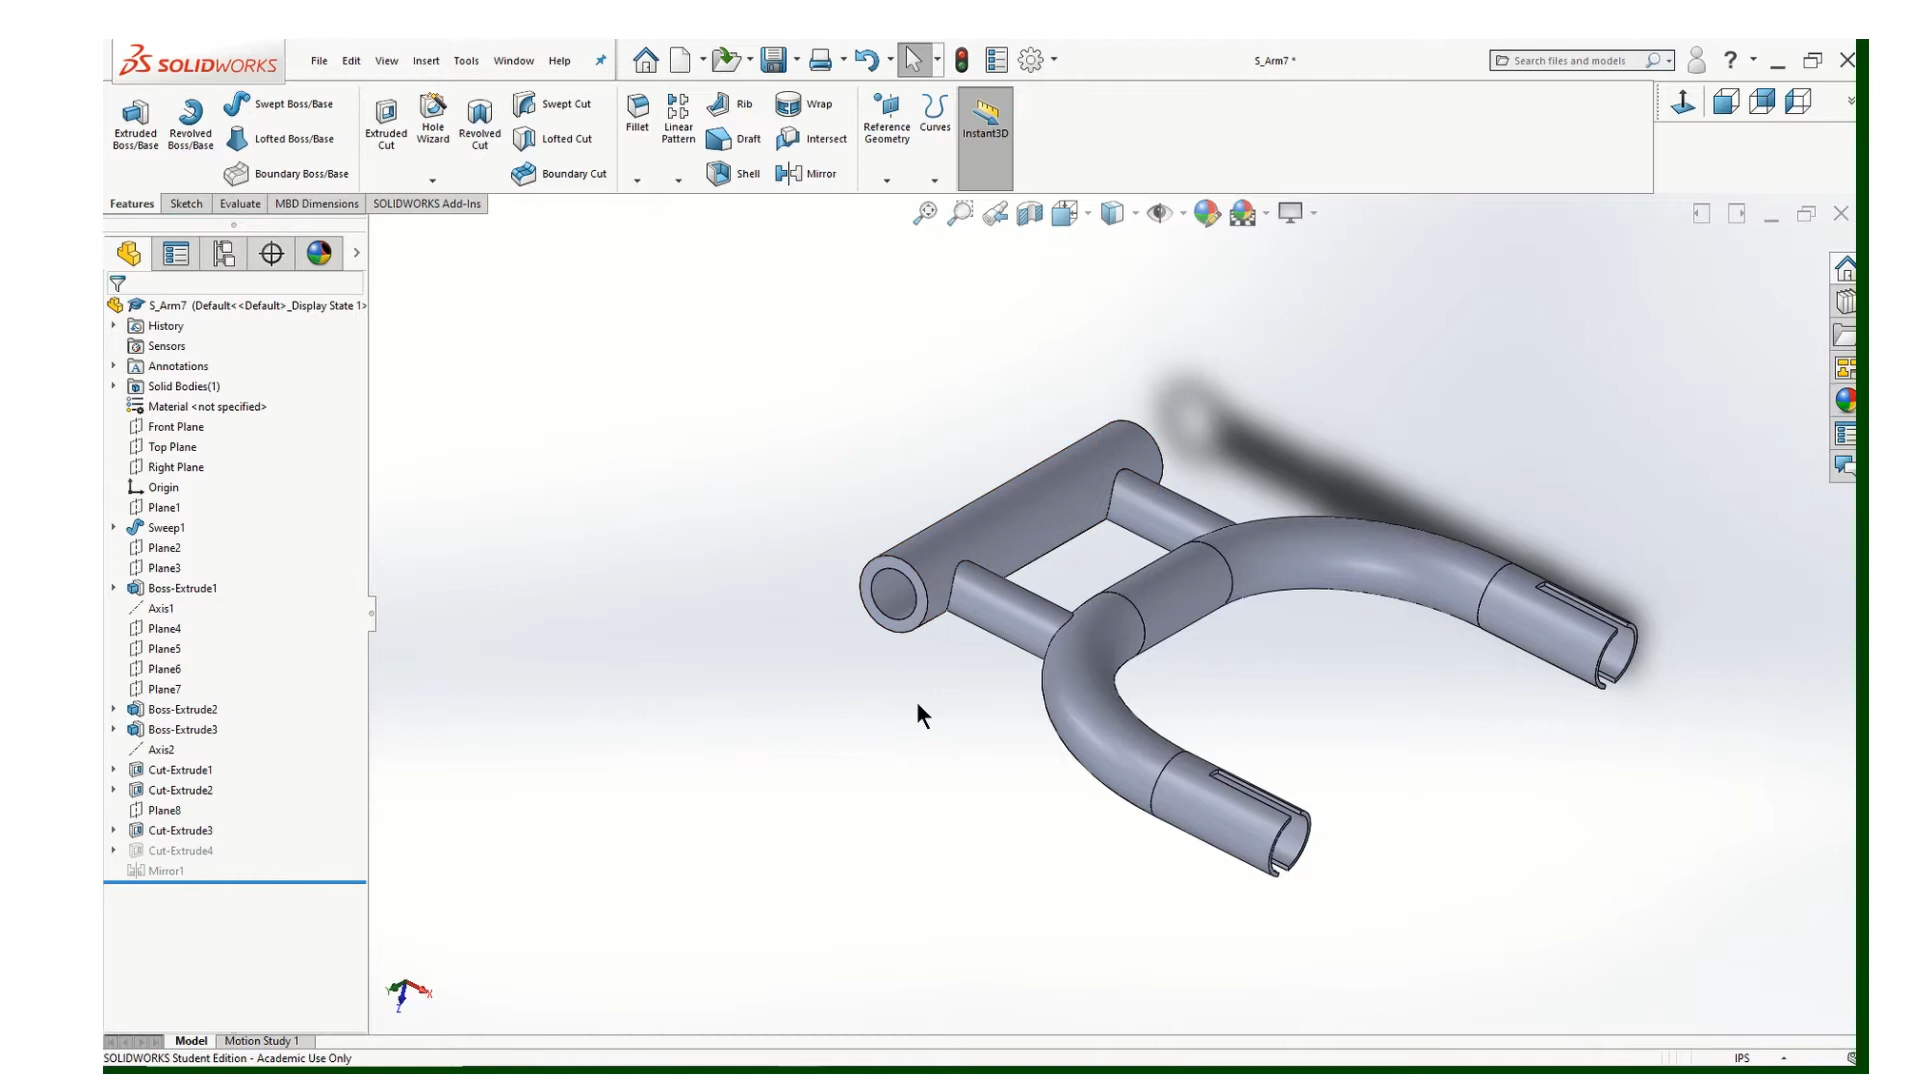 SOLIDWORKS
File Edit View Insert Tools Window Help
S_Arm7 *
Search files and models
?
Extruded Boss/Base
Revolved Boss/Base
Swept Boss/Base
Lofted Boss/Base
Boundary Boss/Base
Extruded Cut
Hole Wizard
Revolved Cut
Swept Cut
Lofted Cut
Boundary Cut
Fillet
Linear Pattern
Rib
Draft
Shell
Wrap
Intersect
Mirror
Reference Geometry
Curves
Instant3D
Features Sketch Evaluate MBD Dimensions SOLIDWORKS Add-Ins
S_Arm7 (Default<<Default>_Display State 1>
History
Sensors
Annotations
Solid Bodies(1)
Material <not specified>
Front Plane
Top Plane
Right Plane
Origin
Plane1
Sweep1
Plane2
Plane3
Boss-Extrude1
Axis1
Plane4
Plane5
Plane6
Plane7
Boss-Extrude2
Boss-Extrude3
Axis2
Cut-Extrude1
Cut-Extrude2
Plane8
Cut-Extrude3
Cut-Extrude4
Mirror1
Y X
Z
Model Motion Study 1
SOLIDWORKS Student Edition - Academic Use Only
IPS